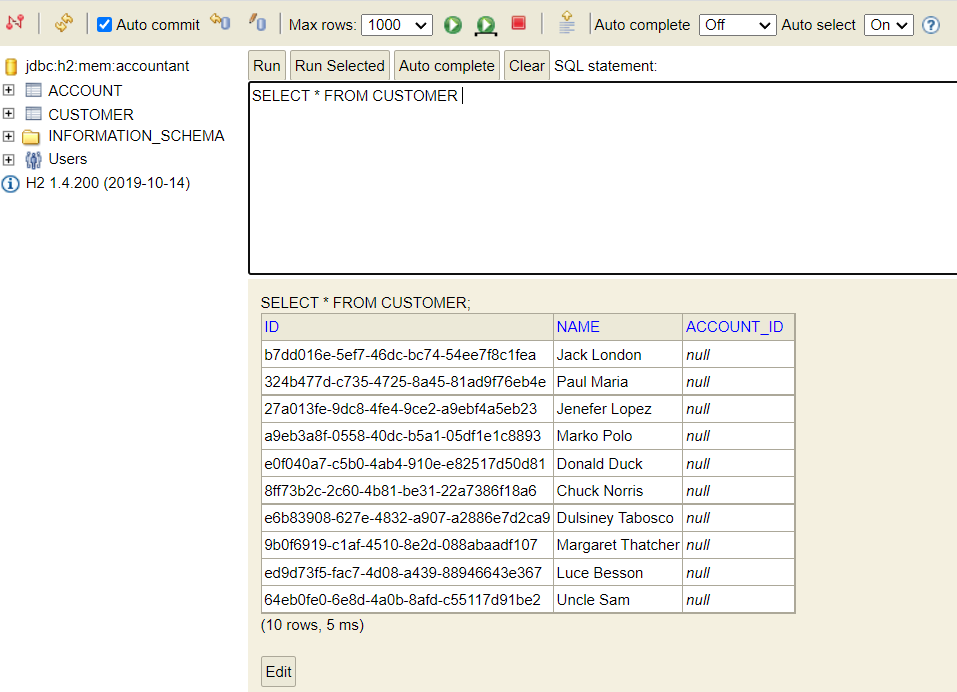 Auto commit Max rows: 1000 Auto complete Off Auto select On ?
jdbc:h2:mem:accountant
ACCOUNT
CUSTOMER
INFORMATION_SCHEMA
Users
H2 1.4.200 (2019-10-14)
Run Run Selected Auto complete Clear SQL statement:
SELECT * FROM CUSTOMER
SELECT * FROM CUSTOMER;
ID NAME ACCOUNT_ID
b7dd016e-5ef7-46dc-bc74-54ee7f8c1fea Jack London null
324b477d-c735-4725-8a45-81ad9f76eb4e Paul Maria null
27a013fe-9dc8-4fe4-9ce2-a9ebf4a5eb23 Jenefer Lopez null
a9eb3a8f-0558-40dc-b5a1-05df1e1c8893 Marko Polo null
e0f040a7-c5b0-4ab4-910e-e82517d50d81 Donald Duck null
8ff73b2c-2c60-4b81-be31-22a7386f18a6 Chuck Norris null
e6b83908-627e-4832-a907-a2886e7d2ca9 Dulsiney Tabosco null
9b0f6919-c1af-4510-8e2d-088abaadf107 Margaret Thatcher null
ed9d73f5-fac7-4d08-a439-88946643e367 Luce Besson null
64eb0fe0-6e8d-4a0b-8afd-c55117d91be2 Uncle Sam null
(10 rows, 5 ms)
Edit